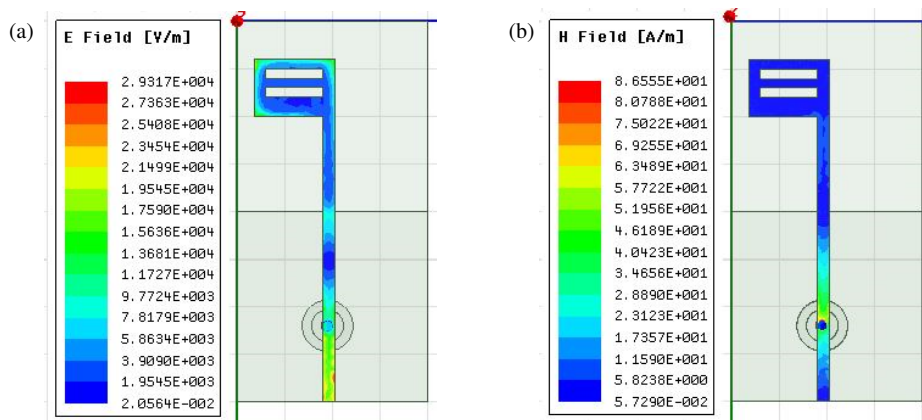 (a)
E Field [V/m]
2.9317E+004
2.7363E+004
2.5408E+004
2.3454E+004
2.1499E+004
1.9545E+004
1.7590E+004
1.5636E+004
1.3681E+004
1.1727E+004
9.7724E+003
7.8179E+003
5.8634E+003
3.9090E+003
1.9545E+003
2.0564E-002
(b)
H Field [A/m]
8.6555E+001
8.0788E+001
7.5022E+001
6.9255E+001
6.3489E+001
5.7722E+001
5.1956E+001
4.6189E+001
4.0423E+001
3.4656E+001
2.8890E+001
2.3123E+001
1.7357E+001
1.1590E+001
5.8238E+000
5.7290E-002